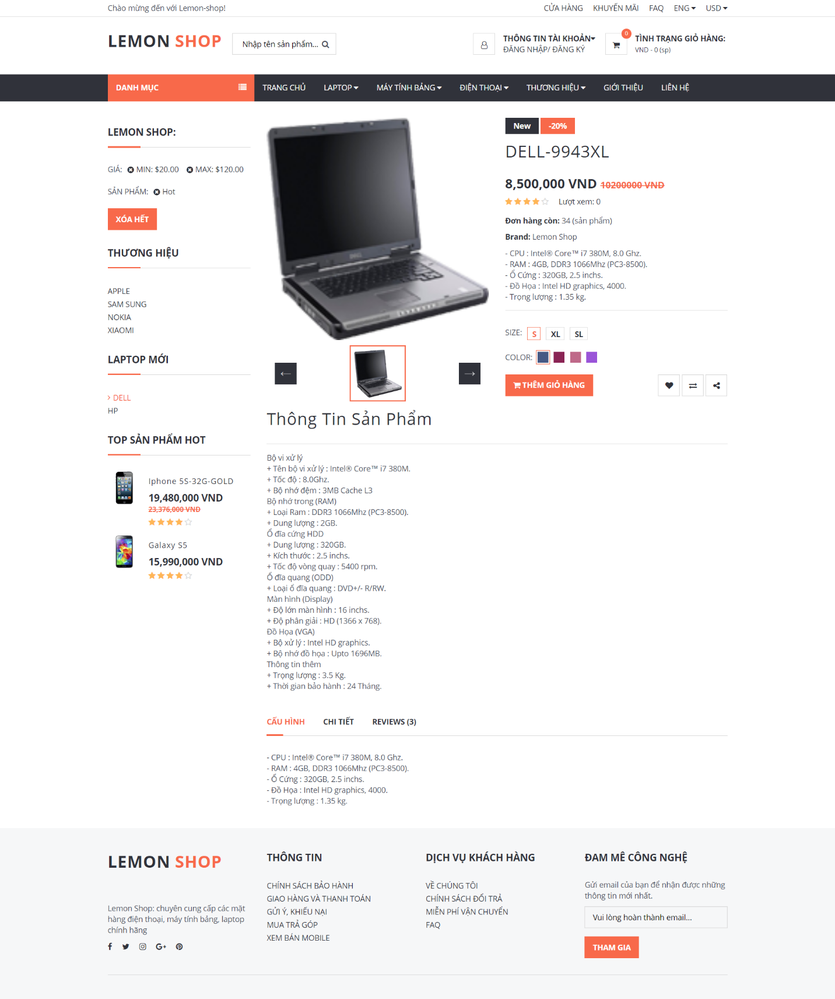 Chào mừng đến với Lemon-shop!
CỬA HÀNG KHUYẾN MÃI FAQ ENG USD
LEMON SHOP
Nhập tên sản phẩm...
THÔNG TIN TÀI KHOẢN
ĐĂNG NHẬP/ ĐĂNG KÝ
0
TÌNH TRẠNG GIỎ HÀNG:
VND - 0 (sp)
DANH MỤC
TRANG CHỦ LAPTOP MÁY TÍNH BẢNG ĐIỆN THOẠI THƯƠNG HIỆU GIỚI THIỆU LIÊN HỆ
LEMON SHOP:
GIÁ: MIN: $20.00 MAX: $120.00
SẢN PHẨM: Hot
XÓA HẾT
THƯƠNG HIỆU
APPLE
SAM SUNG
NOKIA
XIAOMI
LAPTOP MỚI
DELL
HP
TOP SẢN PHẨM HOT
Iphone 5S-32G-GOLD
19,480,000 VND
23,376,000 VND
Galaxy S5
15,990,000 VND
New -20%
DELL-9943XL
8,500,000 VND 10200000 VND
Lượt xem: 0
Đơn hàng còn: 34 (sản phẩm)
Brand: Lemon Shop
- CPU : Intel® Core™ i7 380M, 8.0 Ghz.
- RAM : 4GB, DDR3 1066Mhz (PC3-8500).
- Ổ Cứng : 320GB, 2.5 inchs.
- Đồ Họa : Intel HD graphics, 4000.
- Trọng lượng : 1.35 kg.
SIZE: S XL SL
COLOR:
THÊM GIỎ HÀNG
Thông Tin Sản Phẩm
Bộ vi xử lý
+ Tên bộ vi xử lý : Intel® Core™ i7 380M.
+ Tốc độ : 8.0Ghz.
+ Bộ nhớ đệm : 3MB Cache L3
Bộ nhớ trong (RAM)
+ Loại Ram : DDR3 1066Mhz (PC3-8500).
+ Dung lượng : 2GB.
Ổ đĩa cứng HDD
+ Dung lượng : 320GB.
+ Kích thước : 2.5 inchs.
+ Tốc độ vòng quay : 5400 rpm.
Ổ đĩa quang (ODD)
+ Loại ổ đĩa quang : DVD+/- R/RW.
Màn hình (Display)
+ Độ lớn màn hình : 16 inchs.
+ Độ phân giải : HD (1366 x 768).
Đồ Họa (VGA)
+ Bộ xử lý : Intel HD graphics.
+ Bộ nhớ đồ họa : Upto 1696MB.
Thông tin thêm
+ Trọng lượng : 3.5 Kg.
+ Thời gian bảo hành : 24 Tháng.
CẤU HÌNH CHI TIẾT REVIEWS (3)
- CPU : Intel® Core™ i7 380M, 8.0 Ghz.
- RAM : 4GB, DDR3 1066Mhz (PC3-8500).
- Ổ Cứng : 320GB, 2.5 inchs.
- Đồ Họa : Intel HD graphics, 4000.
- Trọng lượng : 1.35 kg.
LEMON SHOP
Lemon Shop: chuyên cung cấp các mặt
hàng điện thoại, máy tính bảng, laptop
chính hãng
THÔNG TIN
CHÍNH SÁCH BẢO HÀNH
GIAO HÀNG VÀ THANH TOÁN
GỬI Ý, KHIẾU NẠI
MUA TRẢ GÓP
XEM BẢN MOBILE
DỊCH VỤ KHÁCH HÀNG
VỀ CHÚNG TÔI
CHÍNH SÁCH ĐỔI TRẢ
MIỄN PHÍ VẬN CHUYỂN
FAQ
ĐAM MÊ CÔNG NGHỆ
Gửi email của bạn để nhận được những
thông tin mới nhất.
Vui lòng hoàn thành email...
THAM GIA